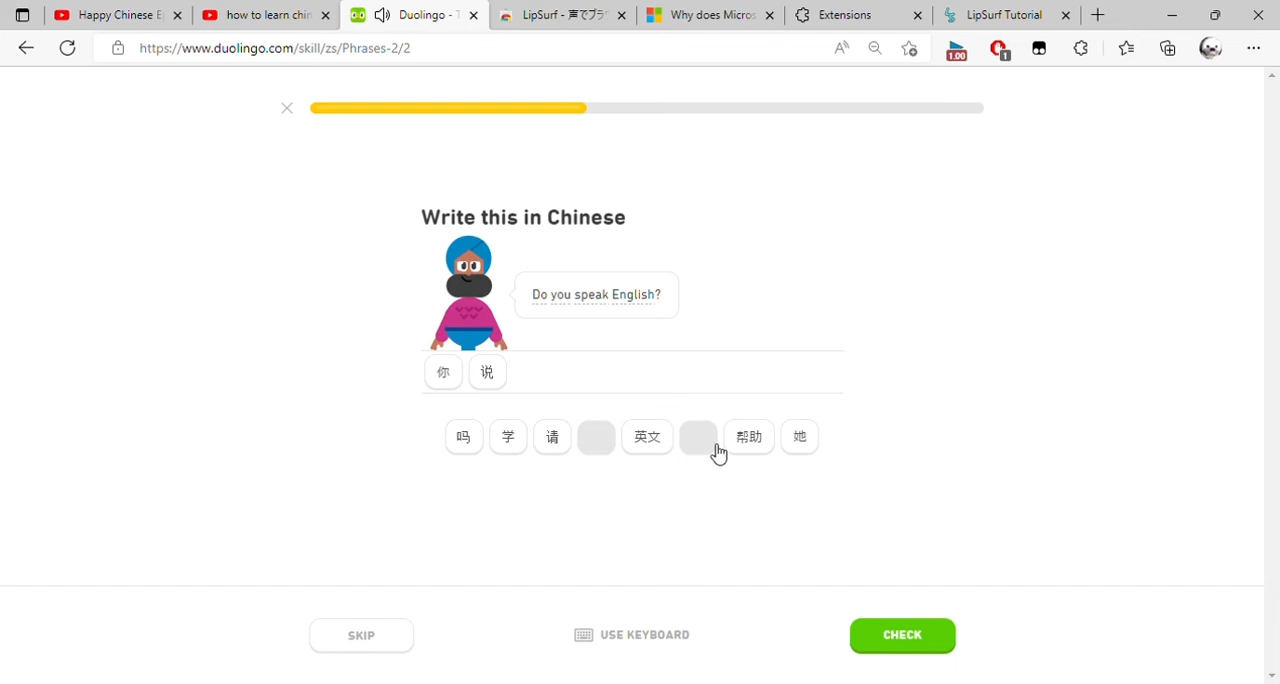 Happy Chinese E
how to learn chin
Duolingo - T
LipSurf - 声でブラ
Why does Micros
Extensions
LipSurf Tutorial
https://www.duolingo.com/skill/zs/Phrases-2/2
1.00
1
Write this in Chinese
Do you speak English?
你 说
吗 学 请 英文 帮助 她
SKIP
USE KEYBOARD
CHECK